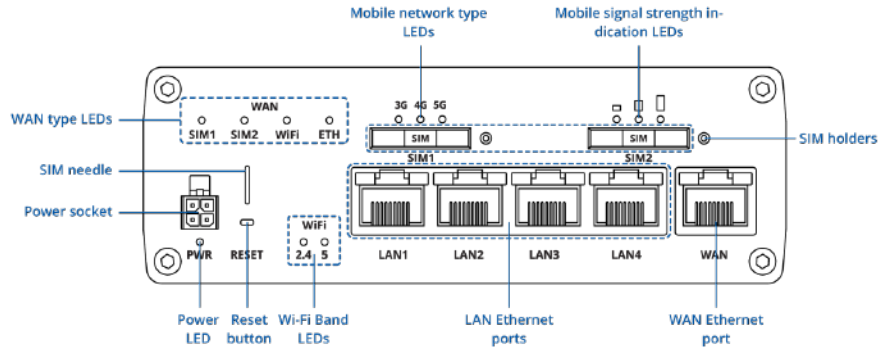 Mobile network type
LEDs
Mobile signal strength in-
dication LEDs
WAN type LEDs
WAN
SIM1 SIM2 WiFi ETH
3G 4G 5G
SIM
SIM1
SIM
SIM2
SIM holders
SIM needle
Power socket
PWR
RESET
WiFi
2.4 5
LAN1
LAN2
LAN3
LAN4
WAN
Power
LED
Reset
button
Wi-Fi Band
LEDs
LAN Ethernet
ports
WAN Ethernet
port